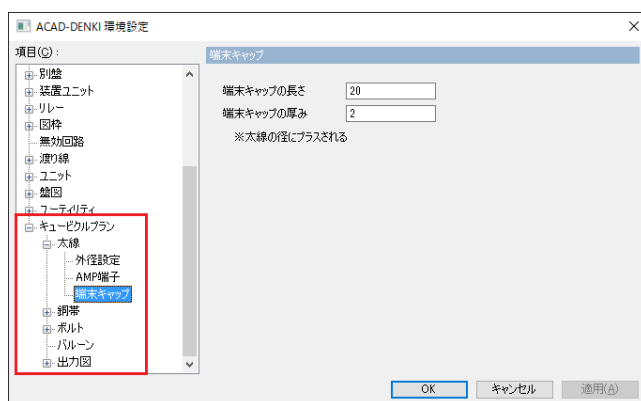 ACAD-DENKI 環境設定
項目(C) :
別盤
装置ユニット
リレー
図枠
無効回路
渡り線
ユニット
盤図
ユーティリティ
キュービクルプラン
太線
外径設定
AMP端子
端末キャップ
銅帯
ボルト
バルーン
出力図
端末キャップ
端末キャップの長さ 20
端末キャップの厚み 2
※太線の径にプラスされる
OK キャンセル 適用(A)